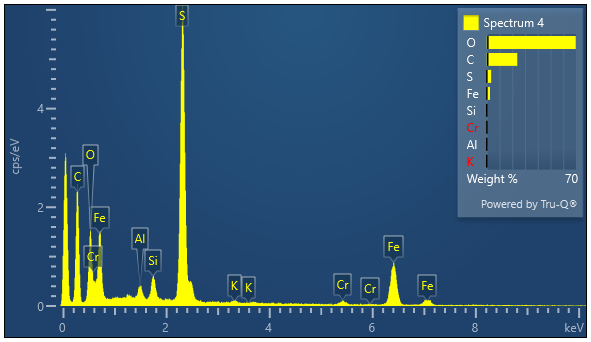 S
Spectrum 4
O
C
S
Fe
Si
Cr
Al
K
Weight % 70
Powered by Tru-Q®
cps/eV
4
2
0
O
C
Fe
Cr
Al
Si
K K
Cr Cr
Fe
Fe
0 2 4 6 8 keV